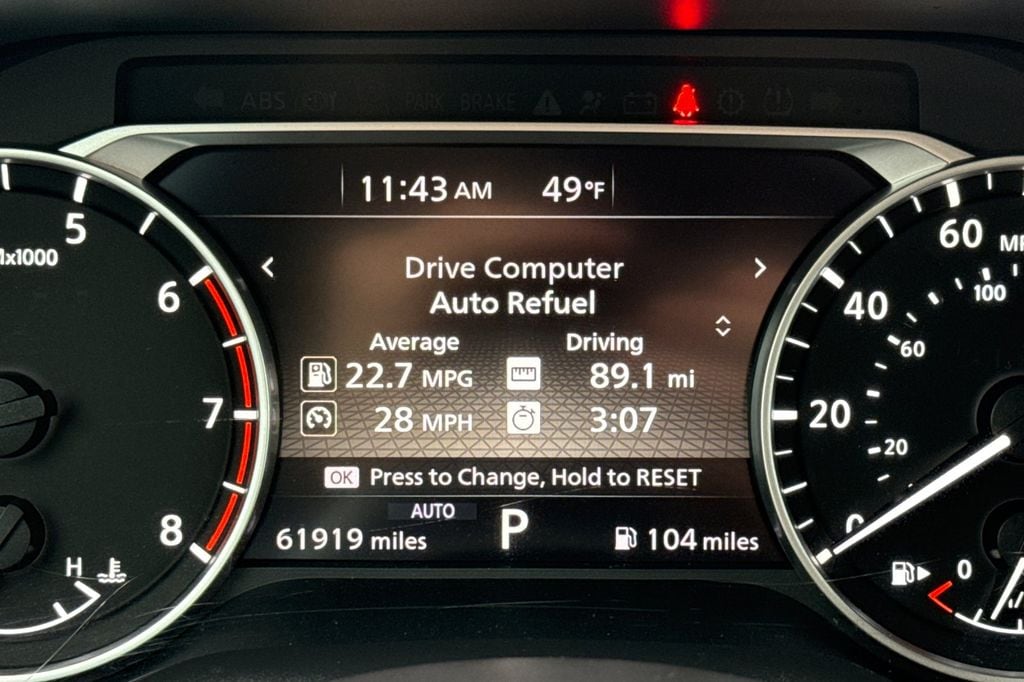 ABS
PARK BRAKE
11:43 AM 49°F
< Drive Computer >
Auto Refuel
Average Driving
22.7 MPG 89.1 mi
28 MPH 3:07
OK Press to Change, Hold to RESET
AUTO
61919 miles P 104 miles
5
x1000
6
7
8
H
60
100
40
60
20
20
0
0